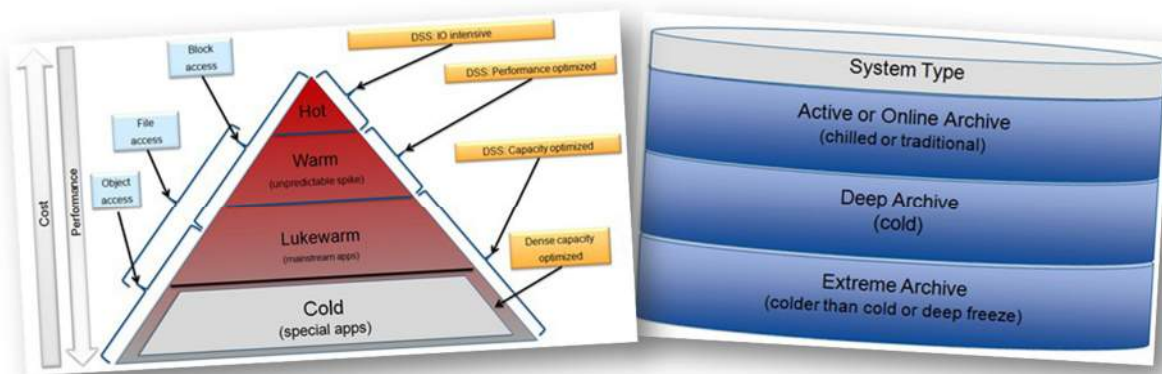 Cost
Performance
Block
access
File
access
Object
access
DSS: IO intensive
DSS: Performance optimized
DSS: Capacity optimized
Dense capacity
optimized
Hot
Warm
(unpredictable spike)
Lukewarm
(mainstream apps)
Cold
(special apps)
System Type
Active or Online Archive
(chilled or traditional)
Deep Archive
(cold)
Extreme Archive
(colder than cold or deep freeze)